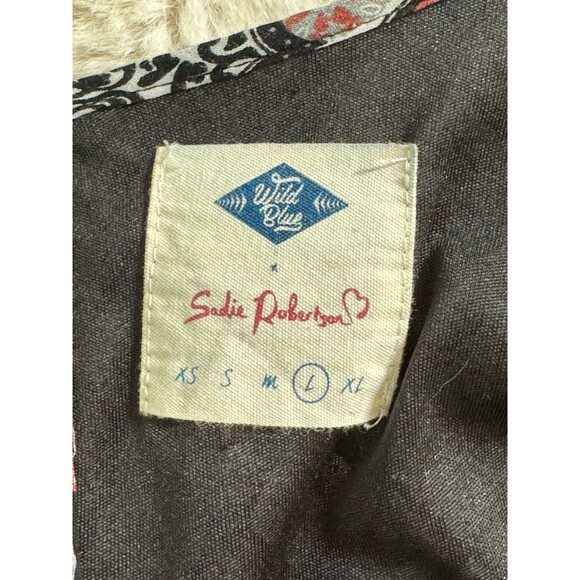 Wild
Blue
Sadie Robertson
XS S M L XL